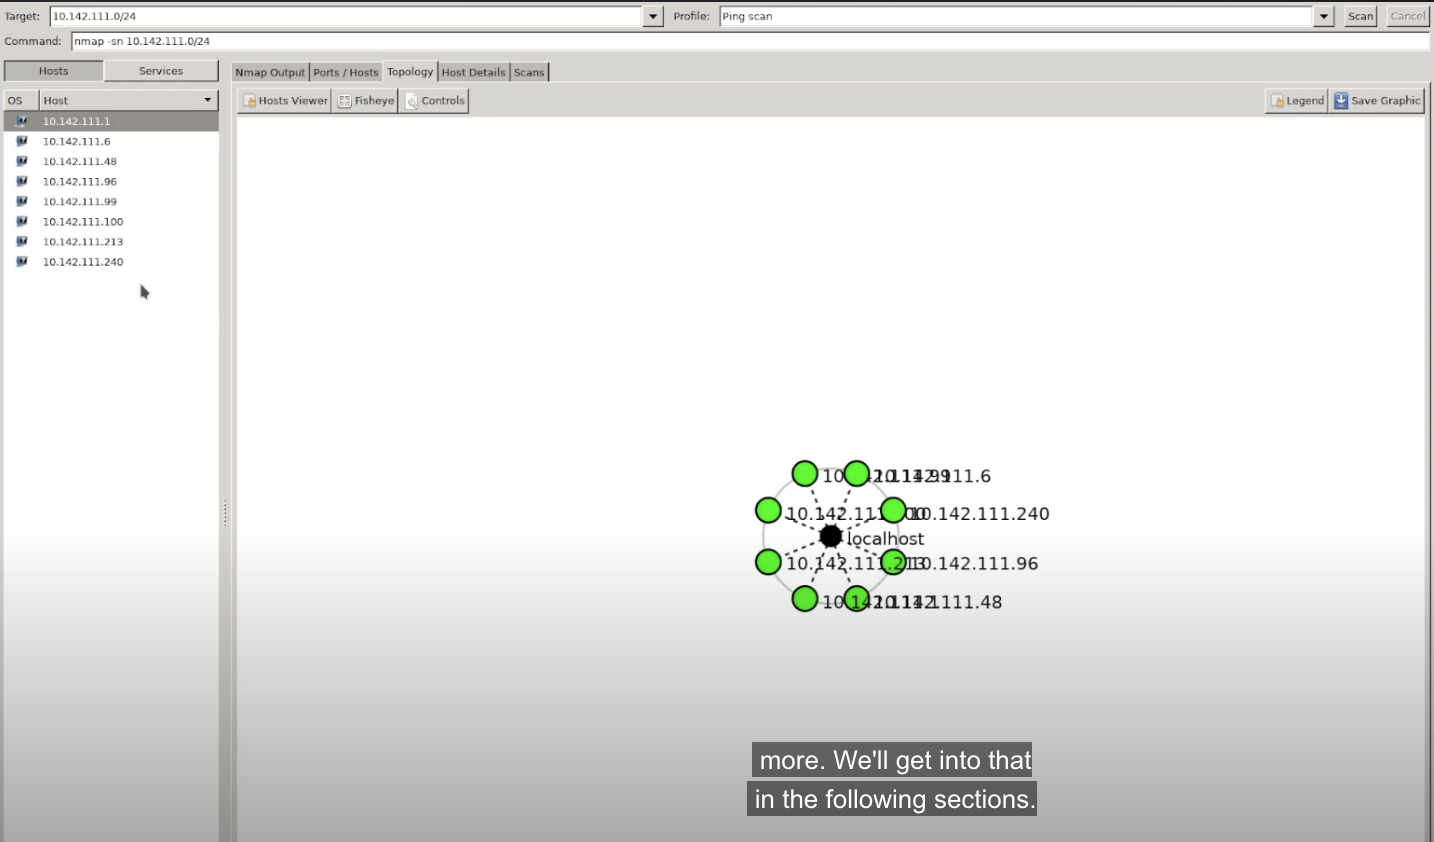 Target: 10.142.111.0/24 Profile: Ping scan Scan Cancel
Command: nmap -sn 10.142.111.0/24
Hosts Services
Nmap Output Ports / Hosts Topology Host Details Scans
OS Host
Hosts Viewer Fisheye Controls Legend Save Graphic
10.142.111.1
10.142.111.6
10.142.111.48
10.142.111.96
10.142.111.99
10.142.111.100
10.142.111.213
10.142.111.240
10.142.111.6
10.142.111.240
localhost
10.142.111.213
10.142.111.96
10.142.111.48
more. We'll get into that
in the following sections.